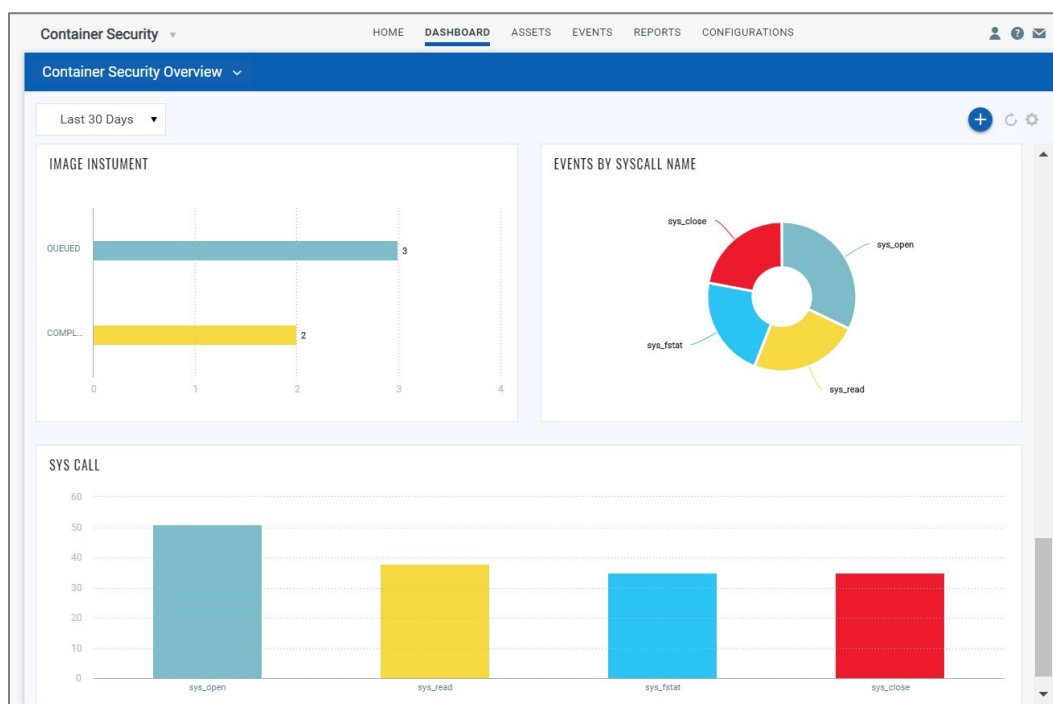 Container Security
HOME DASHBOARD ASSETS EVENTS REPORTS CONFIGURATIONS
Container Security Overview
Last 30 Days
IMAGE INSTUMENT
QUEUED
3
COMPL...
2
0 1 2 3 4
EVENTS BY SYSCALL NAME
sys_close
sys_open
sys_fstat
sys_read
SYS CALL
60
50
40
30
20
10
0
sys_open sys_read sys_fstat sys_close